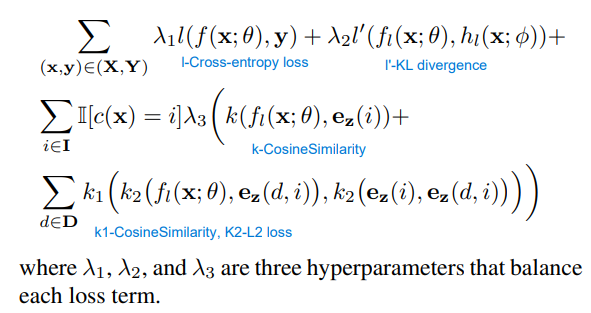 ∑_{(x,y)∈(X,Y)} λ₁l(f(x;θ),y) + λ₂l′(f_l(x;θ),h_l(x;ϕ))+
l-Cross-entropy loss l'-KL divergence
∑_{i∈I} 𝕀[c(x) = i]λ₃(k(f_l(x;θ),e_z(i))+
k-CosineSimilarity
∑_{d∈D} k₁(k₂(f_l(x;θ),e_z(d,i)),k₂(e_z(i),e_z(d,i))))
k1-CosineSimilarity, K2-L2 loss
where λ₁, λ₂, and λ₃ are three hyperparameters that balance
each loss term.